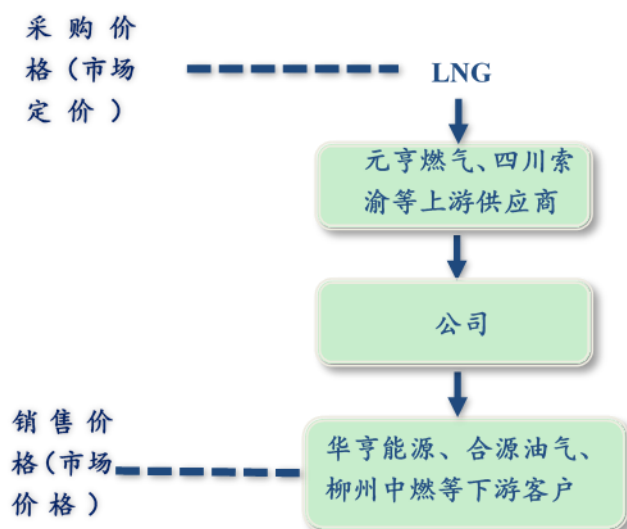 采购价
格（市场
定价）
LNG
元亨燃气、四川索
渝等上游供应商
公司
销售价
格（市场
价格）
华亨能源、合源油气、
柳州中燃等下游客户